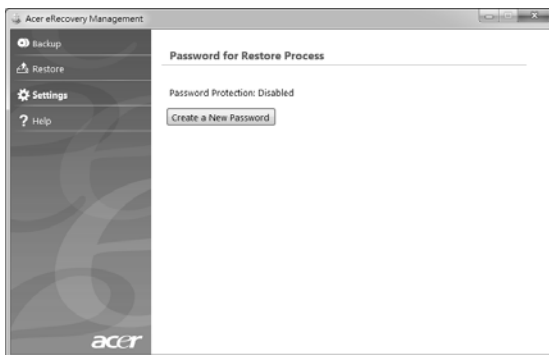 Acer eRecovery Management
Backup
Restore
Settings
? Help
Password for Restore Process
Password Protection: Disabled
Create a New Password
acer